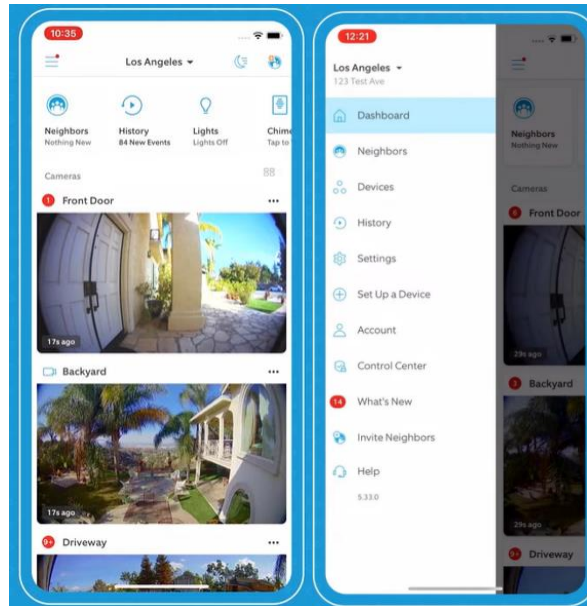 10:35
Los Angeles
Neighbors
Nothing New
History
84 New Events
Lights
Lights Off
Chime
Tap to
Cameras
1 Front Door
17s ago
Backyard
17s ago
9+ Driveway
12:21
Los Angeles
123 Test Ave
Dashboard
Neighbors
Devices
History
Settings
Set Up a Device
Account
Control Center
14 What's New
Invite Neighbors
Help
5.33.0
Neighbors
Nothing New
Cameras
Front Door
29s ago
Backyard
29s ago
9+ Driveway